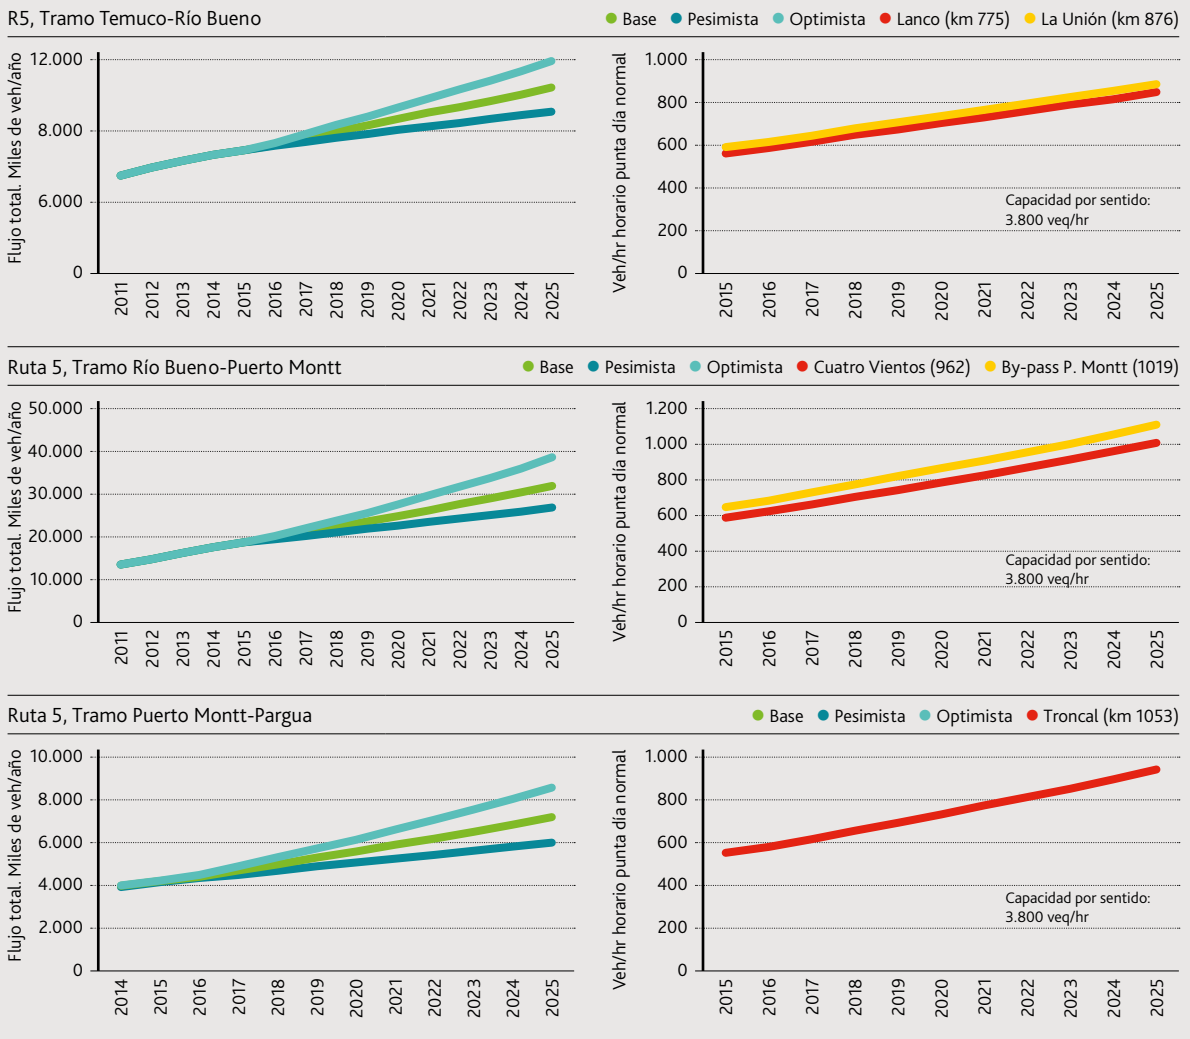 R5, Tramo Temuco-Río Bueno
Base Pesimista Optimista Lanco (km 775) La Unión (km 876)
Flujo total. Miles de veh/año
12.000
8.000
6.000
0
2011 2012 2013 2014 2015 2016 2017 2018 2019 2020 2021 2022 2023 2024 2025
Veh/hr horario punta día normal
1.000
800
600
400
200
0
Capacidad por sentido:
3.800 veq/hr
2015 2016 2017 2018 2019 2020 2021 2022 2023 2024 2025
Ruta 5, Tramo Río Bueno-Puerto Montt
Base Pesimista Optimista Cuatro Vientos (962) By-pass P. Montt (1019)
Flujo total. Miles de veh/año
50.000
40.000
30.000
20.000
10.000
0
2011 2012 2013 2014 2015 2016 2017 2018 2019 2020 2021 2022 2023 2024 2025
Veh/hr horario punta día normal
1.200
1.000
800
600
400
200
0
Capacidad por sentido:
3.800 veq/hr
2015 2016 2017 2018 2019 2020 2021 2022 2023 2024 2025
Ruta 5, Tramo Puerto Montt-Pargua
Base Pesimista Optimista Troncal (km 1053)
Flujo total. Miles de veh/año
10.000
8.000
6.000
4.000
2.000
0
2014 2015 2016 2017 2018 2019 2020 2021 2022 2023 2024 2025
Veh/hr horario punta día normal
1.000
800
600
400
200
0
Capacidad por sentido:
3.800 veq/hr
2015 2016 2017 2018 2019 2020 2021 2022 2023 2024 2025